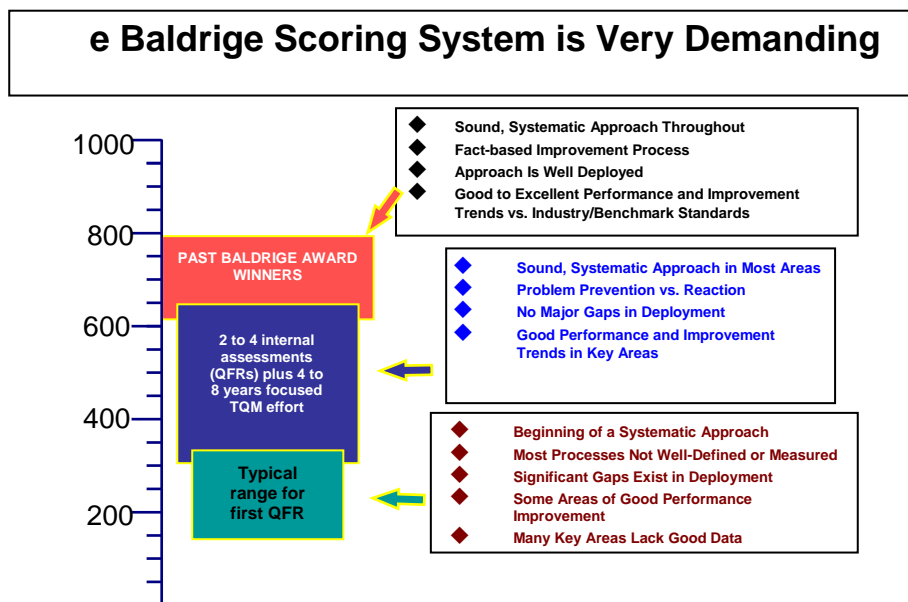 e Baldrige Scoring System is Very Demanding
1000
800
600
400
200
Sound, Systematic Approach Throughout
Fact-based Improvement Process
Approach Is Well Deployed
Good to Excellent Performance and Improvement
Trends vs. Industry/Benchmark Standards
PAST BALDRIGE AWARD
WINNERS
Sound, Systematic Approach in Most Areas
Problem Prevention vs. Reaction
No Major Gaps in Deployment
Good Performance and Improvement
Trends in Key Areas
2 to 4 internal
assessments
(QFRs) plus 4 to
8 years focused
TQM effort
Beginning of a Systematic Approach
Most Processes Not Well-Defined or Measured
Significant Gaps Exist in Deployment
Some Areas of Good Performance
Improvement
Many Key Areas Lack Good Data
Typical
range for
first QFR